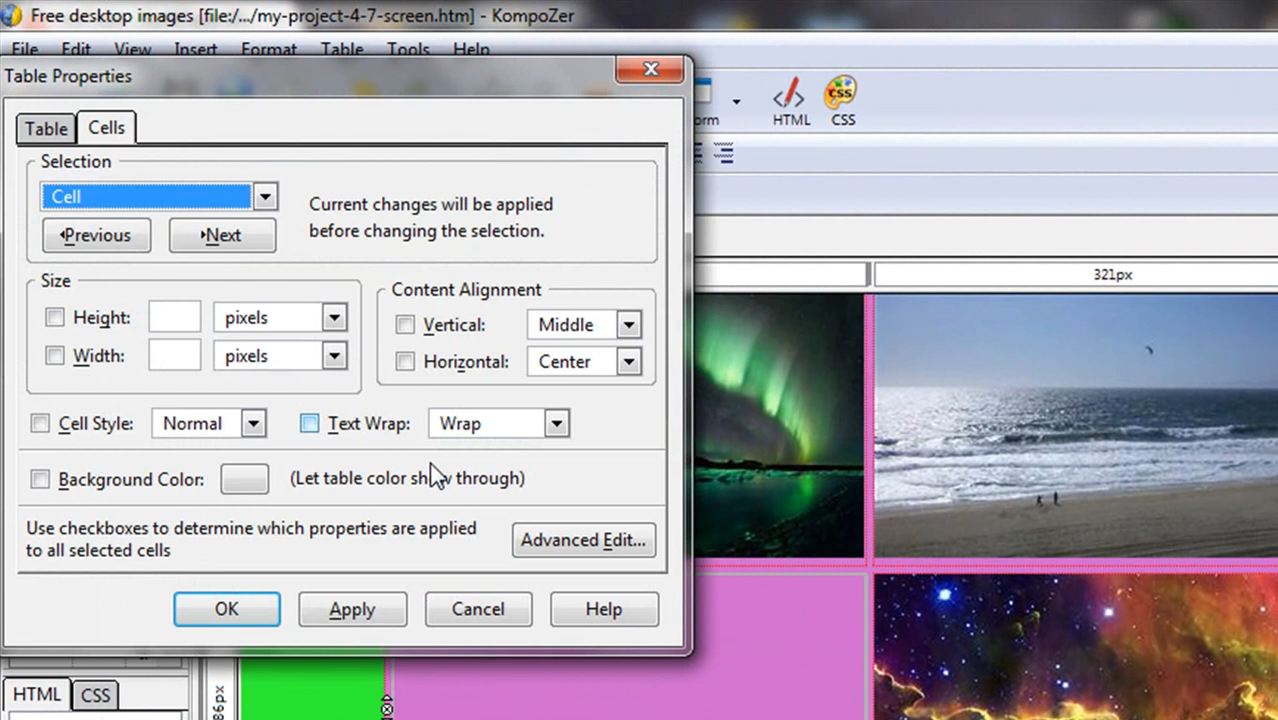 Free desktop images [file:/.../my-project-4-7-screen.htm] - KompoZer
File Edit View Insert Format Table Tools Help
Table Properties
HTML CSS
Table Cells
Selection
Cell
Current changes will be applied
before changing the selection.
Previous Next
Size
Content Alignment
321px
Height: pixels
Vertical: Middle
Width: pixels
Horizontal: Center
Cell Style: Normal Text Wrap: Wrap
Background Color: (Let table color show through)
Use checkboxes to determine which properties are applied
to all selected cells
Advanced Edit...
OK Apply Cancel Help
HTML CSS